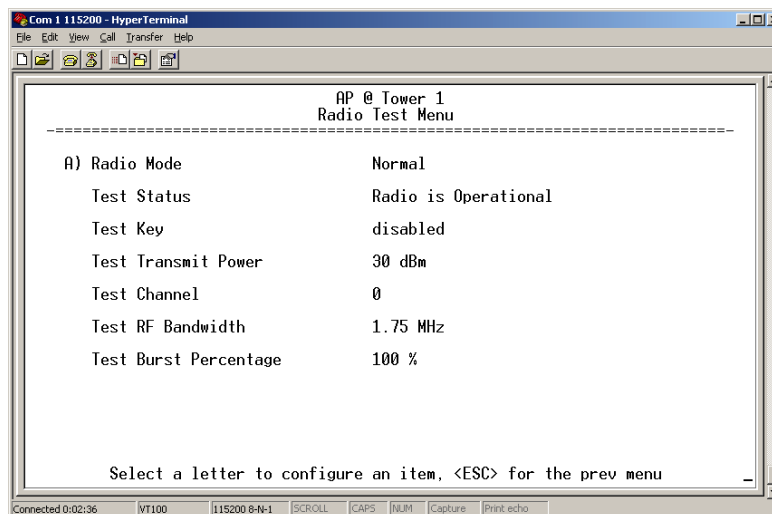 Com 1 115200 - HyperTerminal
File Edit View Call Transfer Help
AP @ Tower 1
Radio Test Menu
-==========================================================================-
A) Radio Mode Normal
Test Status Radio is Operational
Test Key disabled
Test Transmit Power 30 dBm
Test Channel 0
Test RF Bandwidth 1.75 MHz
Test Burst Percentage 100 %
Select a letter to configure an item, <ESC> for the prev menu _
Connected 0:02:36 VT100 115200 8-N-1 SCROLL CAPS NUM Capture Print echo